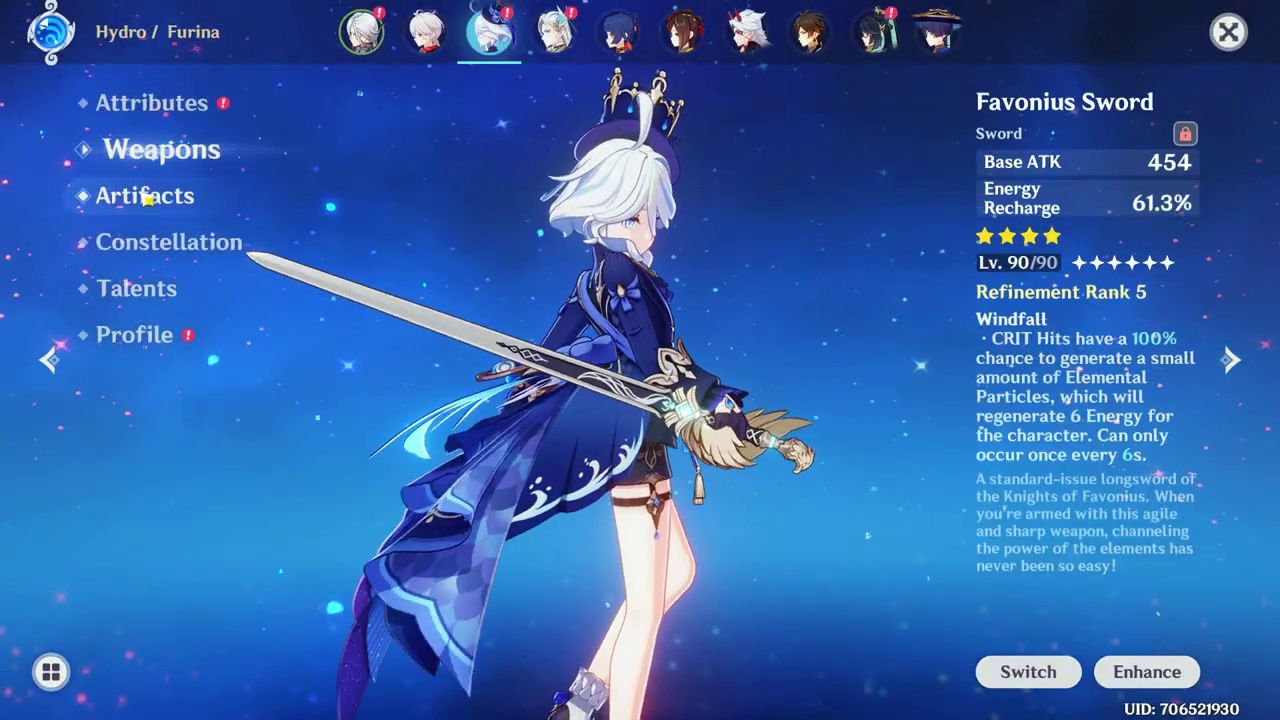 Hydro / Furina
Attributes
Weapons
Artifacts
Constellation
Talents
Profile
Favonius Sword
Sword
Base ATK 454
Energy
Recharge 61.3%
Lv. 90/90
Refinement Rank 5
Windfall
· CRIT Hits have a 100%
chance to generate a small
amount of Elemental
Particles, which will
regenerate 6 Energy for
the character. Can only
occur once every 6s.
A standard-issue longsword of
the Knights of Favonius. When
you're armed with this agile
and sharp weapon, channeling
the power of the elements has
never been so easy!
Switch
Enhance
UID: 706521930